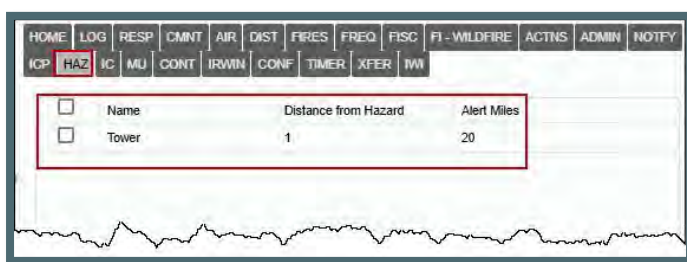 HOME LOG RESP CMNT AIR DIST FIRES FREQ FISC FI - WILDFIRE ACTNS ADMIN NOTFY
ICP HAZ IC MU CONT IRWIN CONF TIMER XFER IWI
Name Distance from Hazard Alert Miles
Tower 1 20